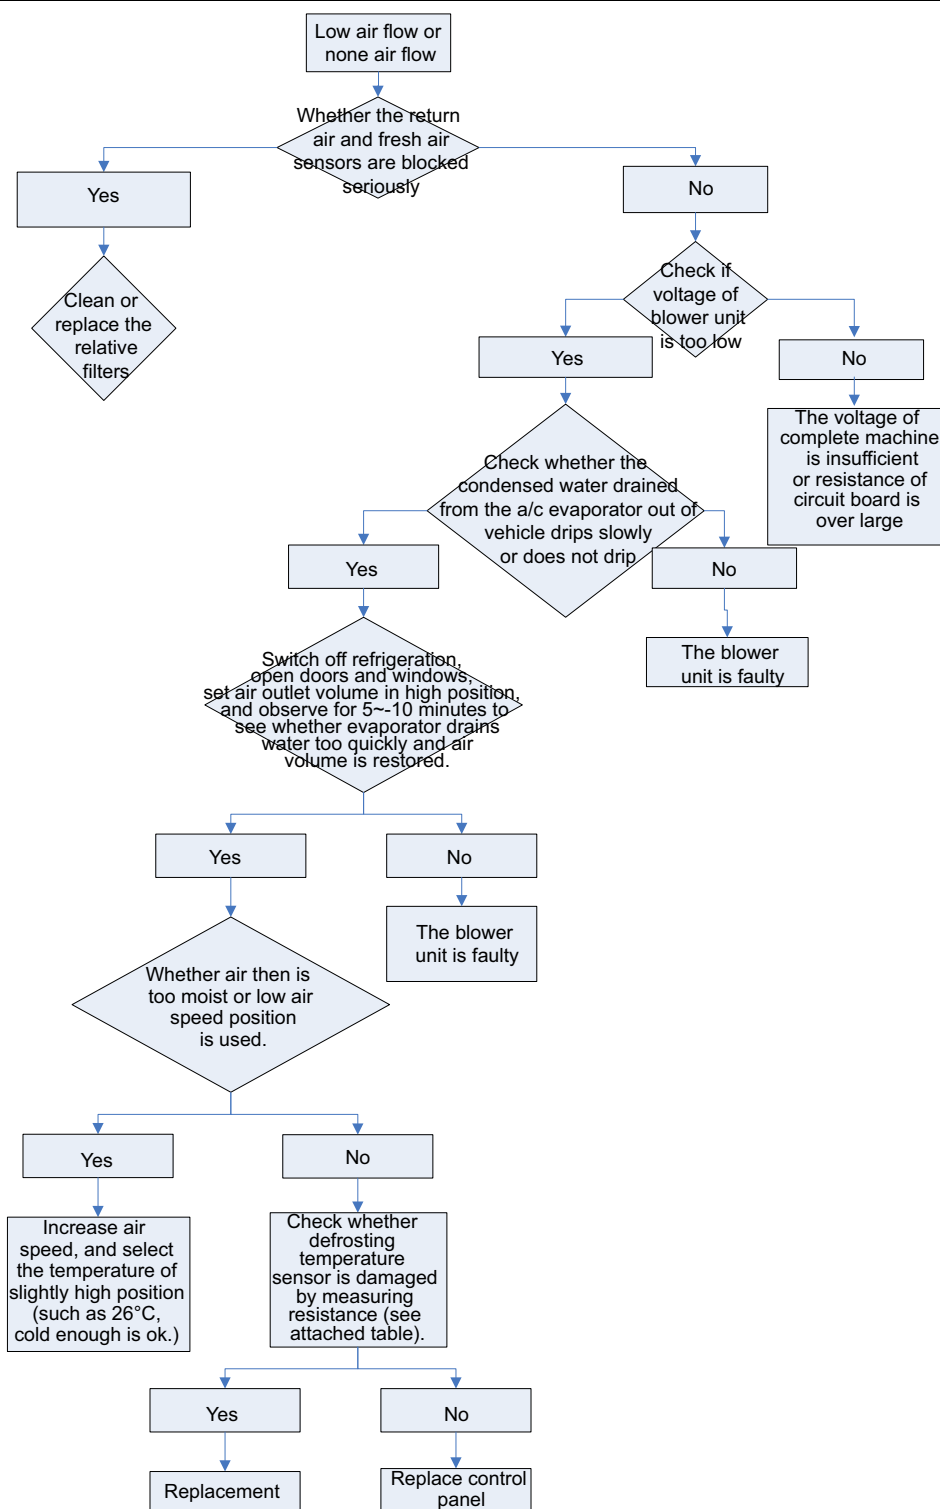 Low air flow or
none air flow
Whether the return
air and fresh air
sensors are blocked
seriously
Yes
No
Clean or
replace the
relative
filters
Check if
voltage of
blower unit
is too low
Yes
No
The voltage of
complete machine
is insufficient
or resistance of
circuit board is
over large
Check whether the
condensed water drained
from the a/c evaporator out of
vehicle drips slowly
or does not drip
Yes
No
The blower
unit is faulty
Switch off refrigeration,
open doors and windows,
set air outlet volume in high position,
and observe for 5~-10 minutes to
see whether evaporator drains
water too quickly and air
volume is restored.
Yes
No
The blower
unit is faulty
Whether air then is
too moist or low air
speed position
is used.
Yes
No
Increase air
speed, and select
the temperature of
slightly high position
(such as 26°C,
cold enough is ok.)
Check whether
defrosting
temperature
sensor is damaged
by measuring
resistance (see
attached table).
Yes
No
Replacement
Replace control
panel